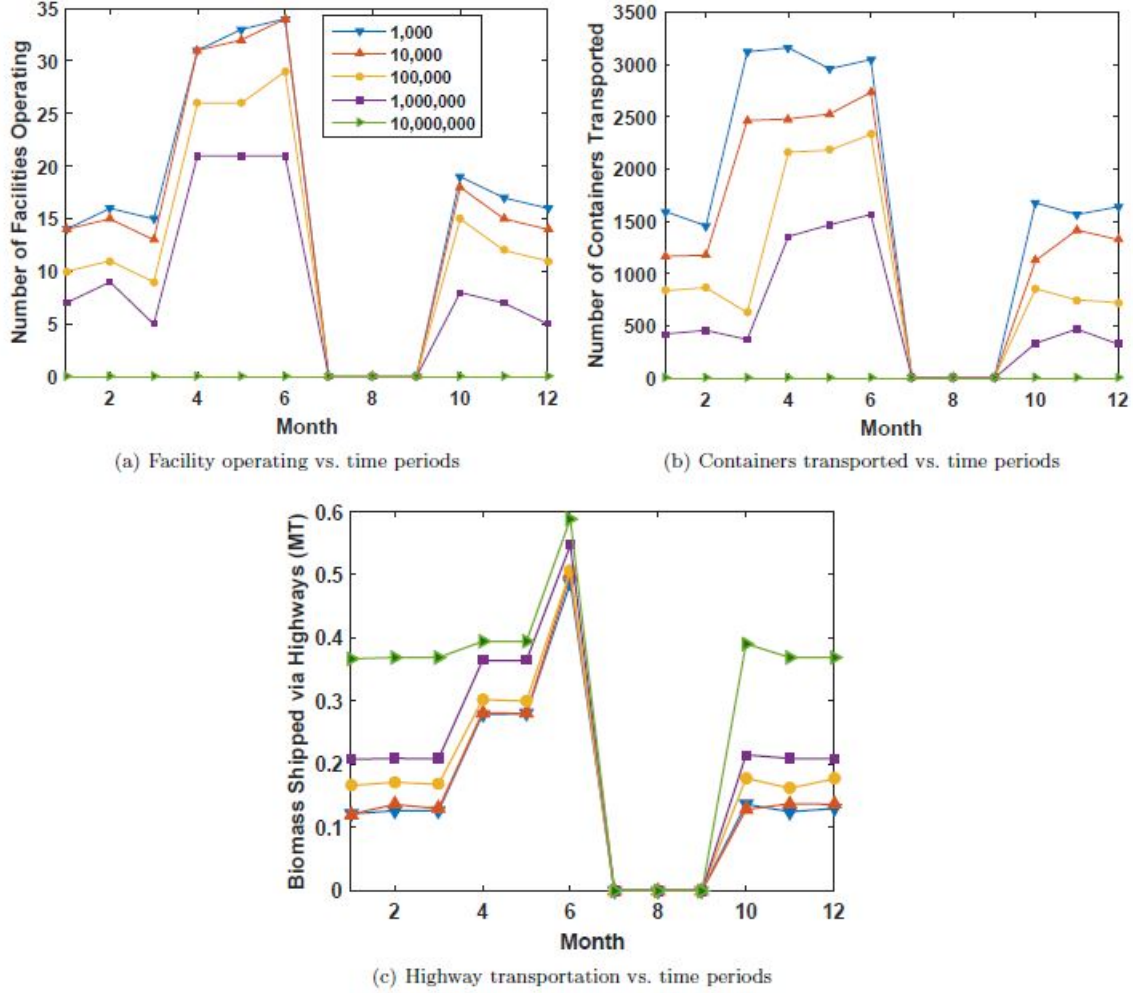 35
30
25
20
15
10
5
0
Number of Facilities Operating
1,000
10,000
100,000
1,000,000
10,000,000
2 4 6 8 10 12
Month
(a) Facility operating vs. time periods
3500
3000
2500
2000
1500
1000
500
0
Number of Containers Transported
2 4 6 8 10 12
Month
(b) Containers transported vs. time periods
0.6
0.5
0.4
0.3
0.2
0.1
0
Biomass Shipped via Highways (MT)
2 4 6 8 10 12
Month
(c) Highway transportation vs. time periods